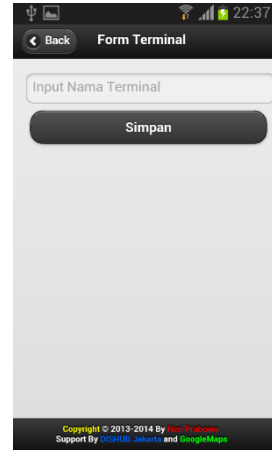 22:37
Back
Form Terminal
Input Nama Terminal
Simpan
Copyright © 2013-2014 By Heri Prabowo
Support By DISHUB Jakarta and GoogleMaps